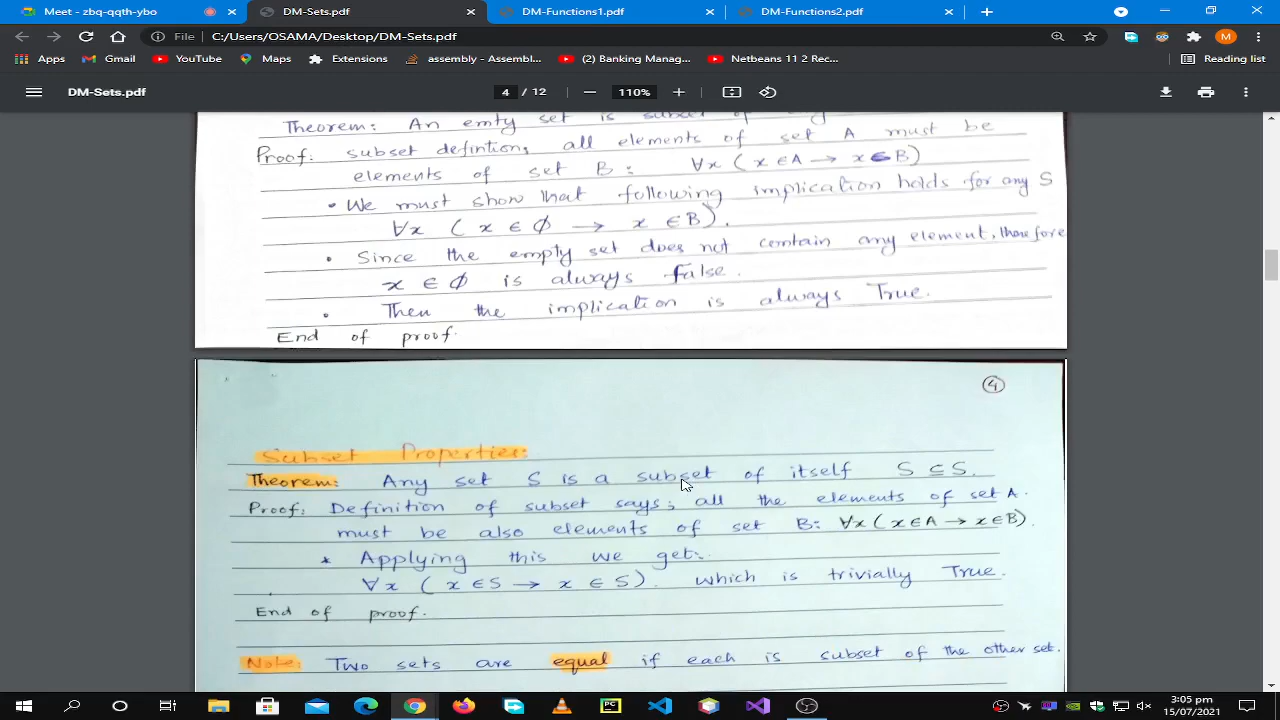 Meet - zbq-qqth-ybo
DM-Sets.pdf
DM-Functions1.pdf
DM-Functions2.pdf
File | C:/Users/OSAMA/Desktop/DM-Sets.pdf
M
Apps
Gmail
YouTube
Maps
Extensions
assembly - Assembl...
(2) Banking Manag...
Netbeans 11 2 Rec...
Reading list
DM-Sets.pdf
4 / 12
110%
Theorem: An emty set is subset of
Proof: subset defintion, all elements of set A must be
elements of set B: ∀x (x ∈ A → x ∈ B)
• We must show that following implication holds for any S
∀x ( x ∈ ϕ → x ∈ B).
• Since the empty set does not contain any element, therefore
x ∈ ϕ is always false.
• Then the implication is always True.
End of proof.
4
Subset Properties:
Theorem: Any set S is a subset of itself S ⊆ S.
Proof: Definition of subset says; all the elements of set A.
must be also elements of set B: ∀x (x ∈ A → x ∈ B).
* Applying this we get:.
∀x ( x ∈ S → x ∈ S). which is trivially True.
End of proof.
Note: Two sets are equal if each is subset of the other set.
PC
3:05 pm
15/07/2021